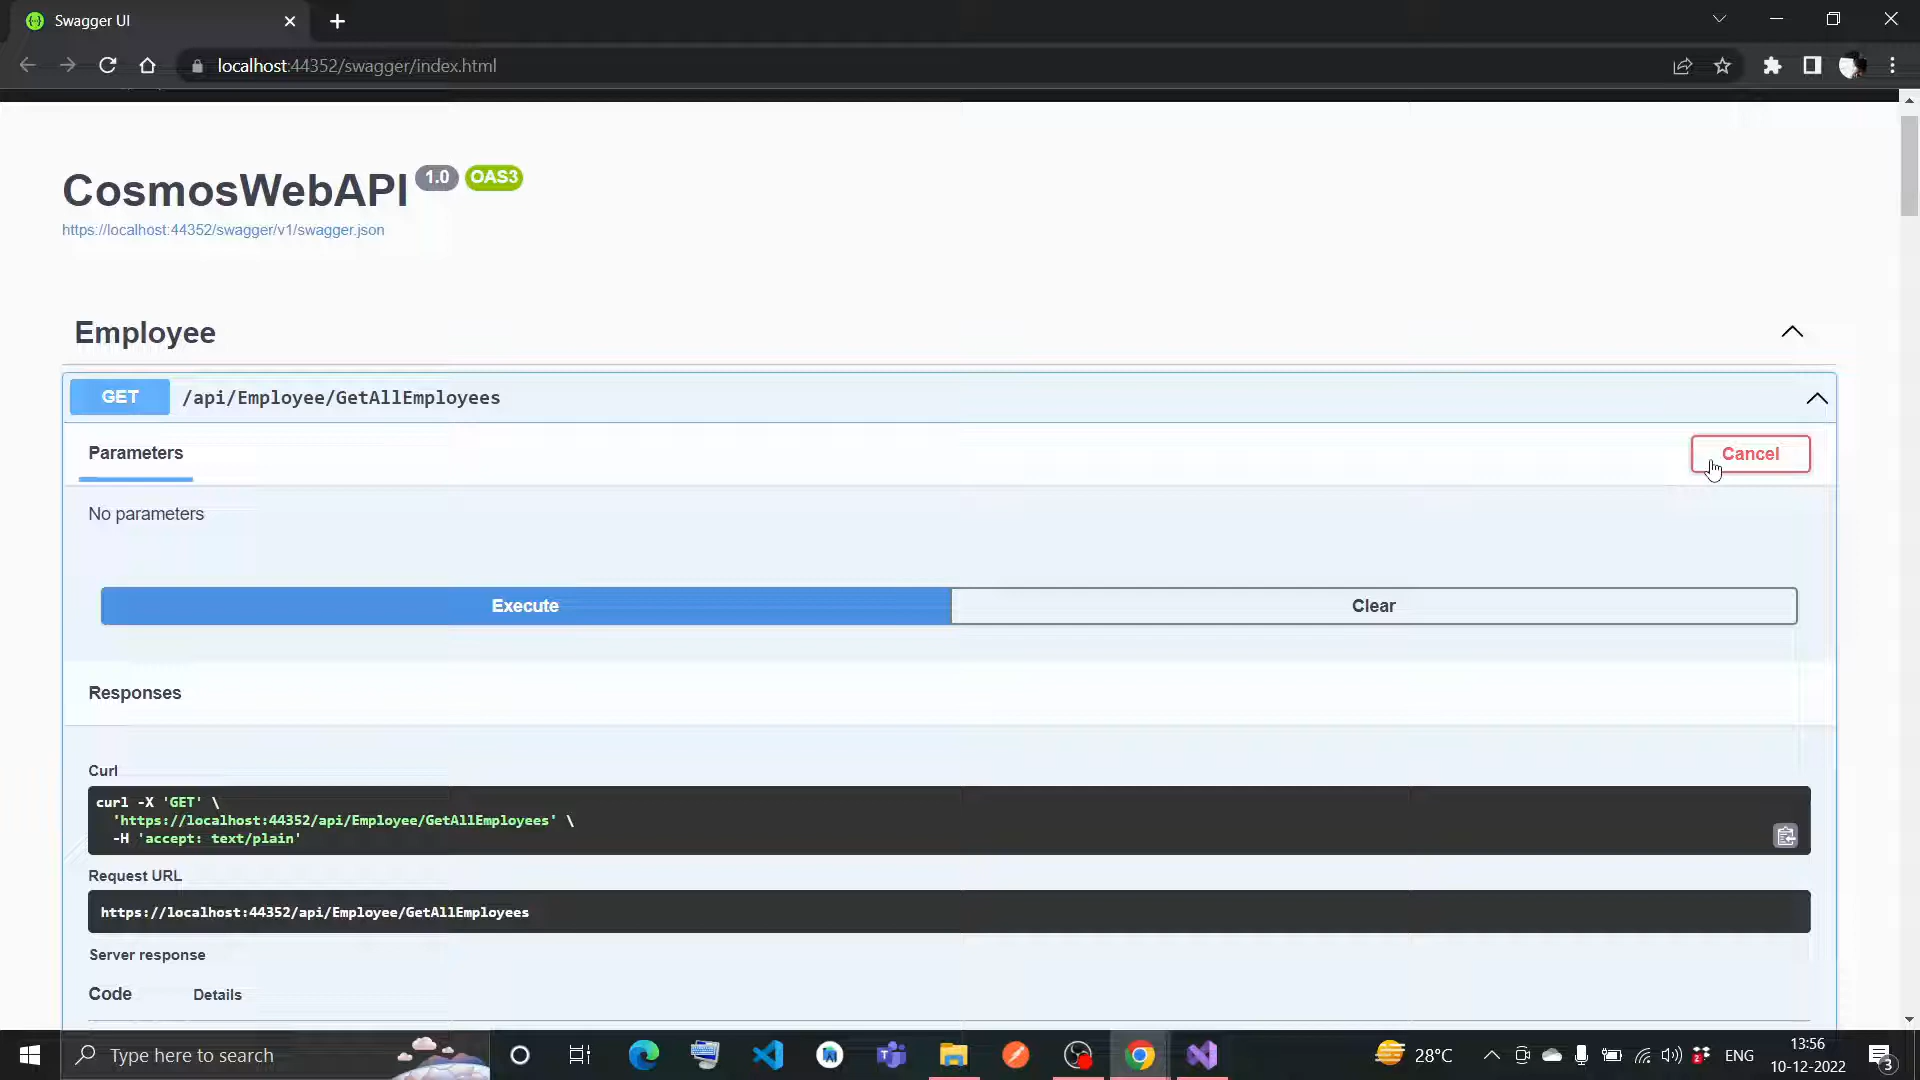 Swagger UI
localhost:44352/swagger/index.html
CosmosWebAPI 1.0 OAS3
https://localhost:44352/swagger/v1/swagger.json
Employee
GET /api/Employee/GetAllEmployees
Parameters
Cancel
No parameters
Execute
Clear
Responses
Curl
curl -X 'GET' \
'https://localhost:44352/api/Employee/GetAllEmployees' \
-H 'accept: text/plain'
Request URL
https://localhost:44352/api/Employee/GetAllEmployees
Server response
Code Details
Type here to search
28°C
ENG
13:56
10-12-2022
3